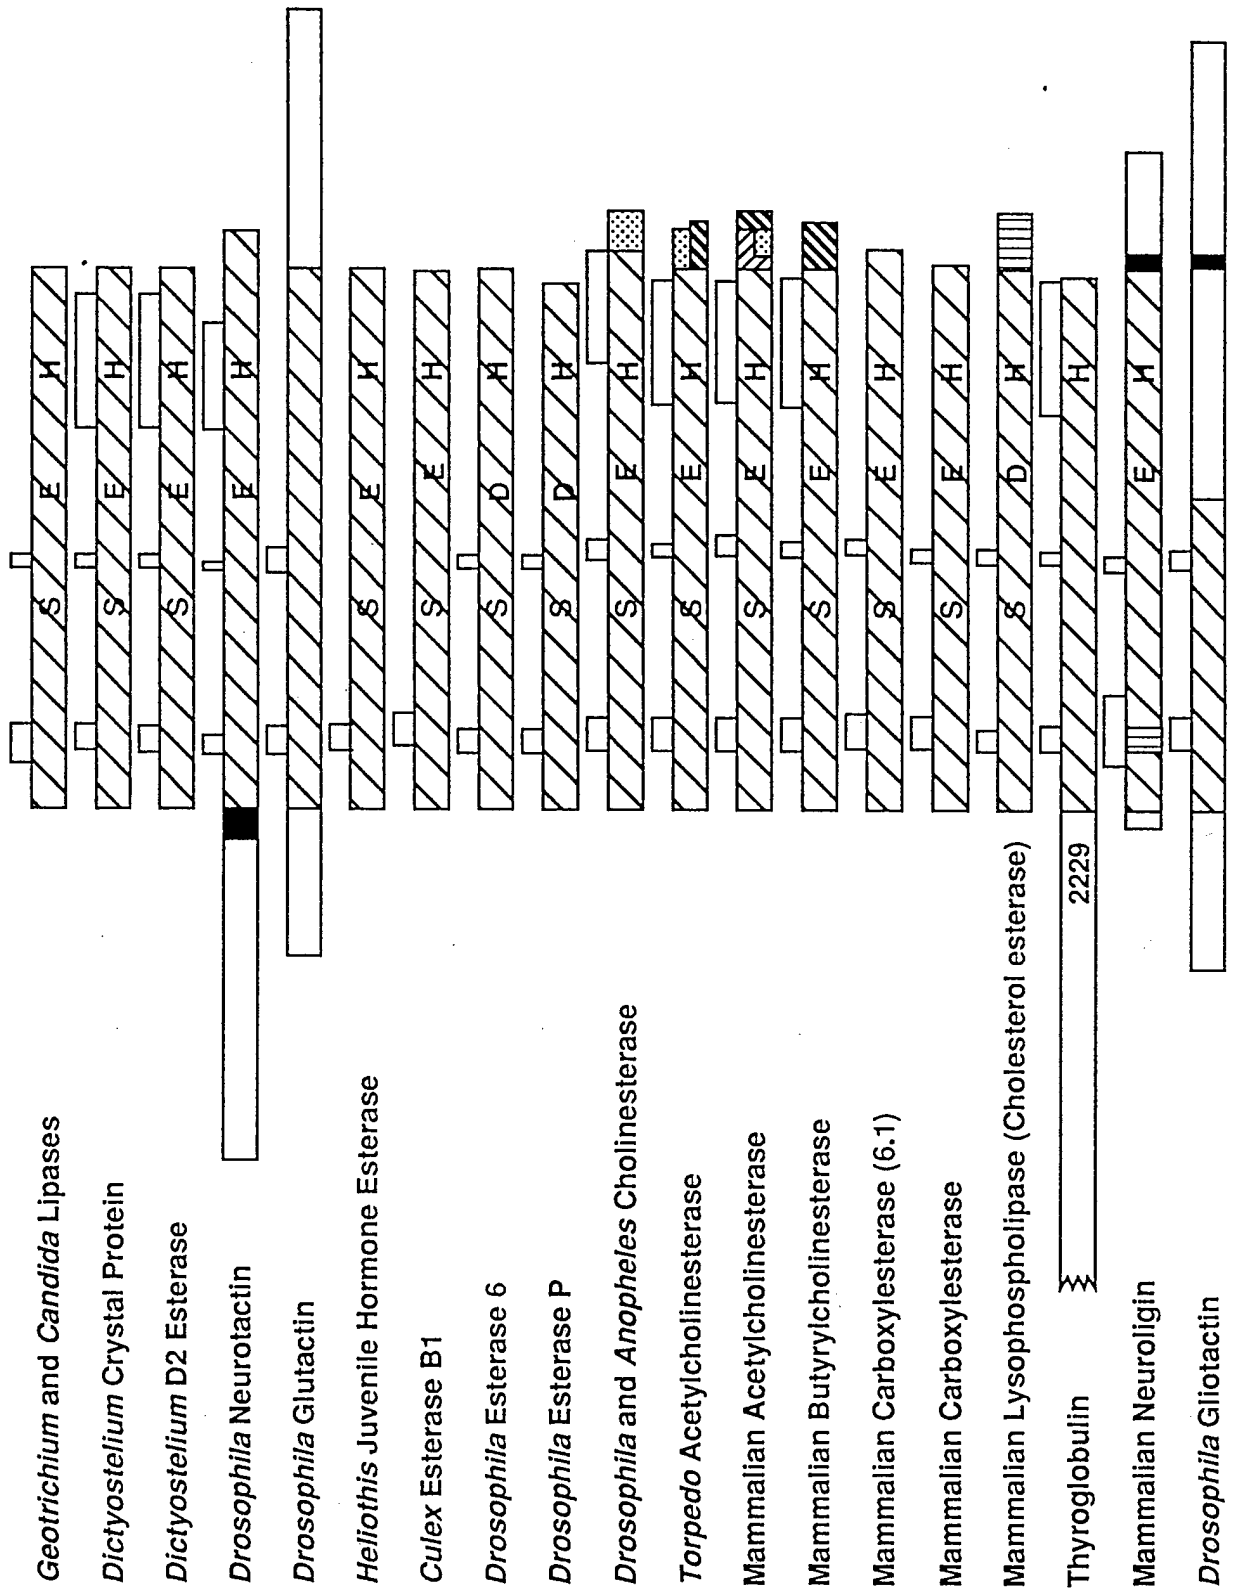 Geotrichium and Candida Lipases S E H
Dictyostelium Crystal Protein S E H
Dictyostelium D2 Esterase S E H
Drosophila Neurotactin E H
Drosophila Glutactin
Heliothis Juvenile Hormone Esterase S E H
Culex Esterase B1 S E H
Drosophila Esterase 6 S D H
Drosophila Esterase P S D H
Drosophila and Anopheles Cholinesterase S E H
Torpedo Acetylcholinesterase S E H
Mammalian Acetylcholinesterase S E H
Mammalian Butyrylcholinesterase S E H
Mammalian Carboxylesterase (6.1) S E H
Mammalian Carboxylesterase S E H
Mammalian Lysophospholipase (Cholesterol esterase) S D H
Thyroglobulin 2229 H
Mammalian Neuroligin E H
Drosophila Gliotactin